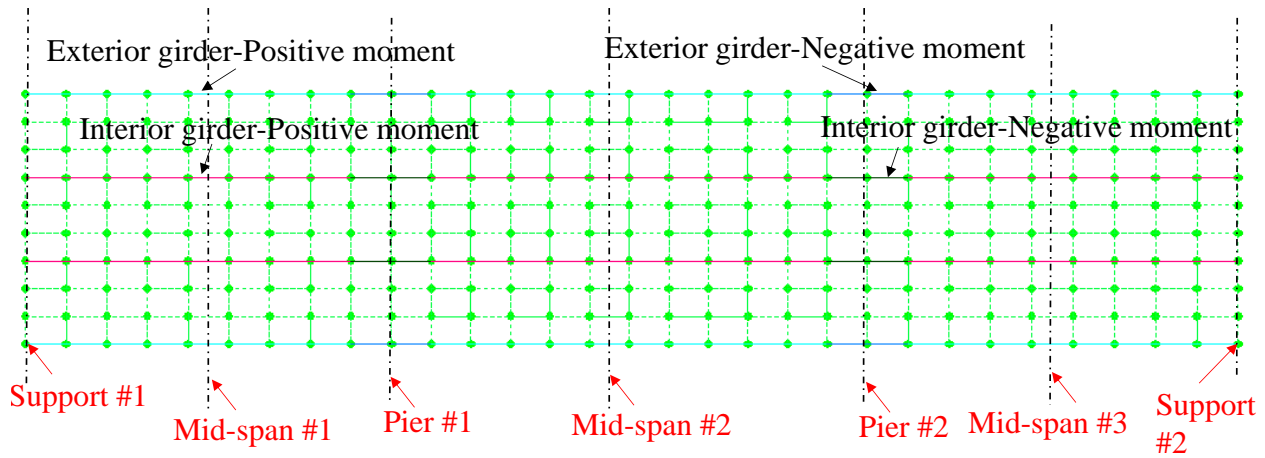 Exterior girder-Positive moment
Exterior girder-Negative moment
Interior girder-Positive moment
Interior girder-Negative moment
Support #1
Mid-span #1
Pier #1
Mid-span #2
Pier #2
Mid-span #3
Support
#2